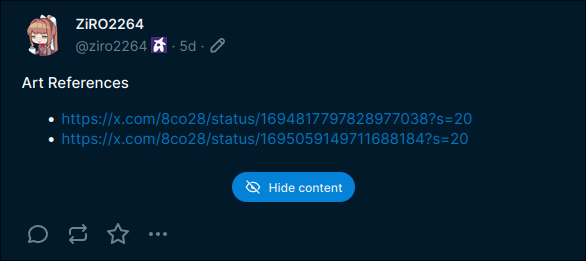 ZiRO2264
@ziro2264 · 5d ·
Art References
• https://x.com/8co28/status/1694817797828977038?s=20
• https://x.com/8co28/status/1695059149711688184?s=20
Hide content